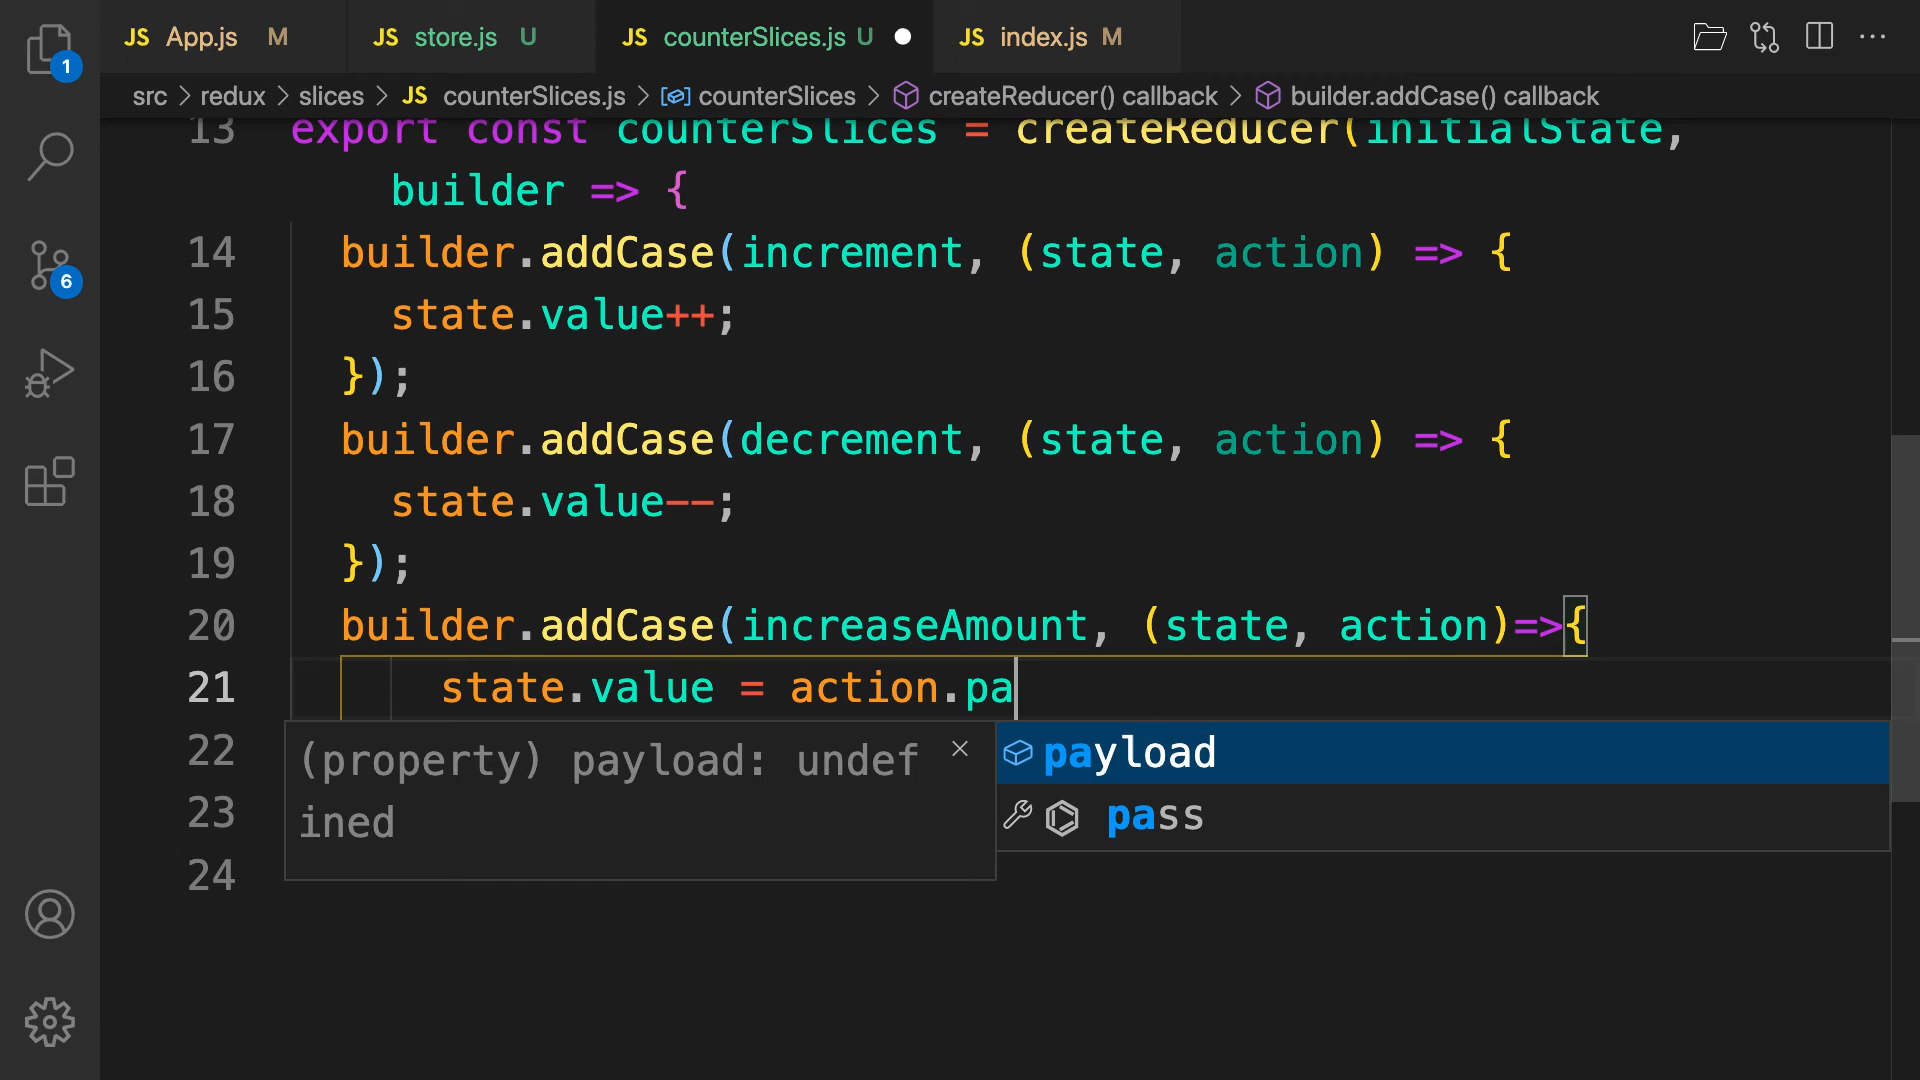 JS App.js M JS store.js U JS counterSlices.js U JS index.js M
1
src > redux > slices > JS counterSlices.js > counterSlices > createReducer() callback > builder.addCase() callback
13 export const counterSlices = createReducer(initialState,
builder => {
14 builder.addCase(increment, (state, action) => {
15 state.value++;
6
16 });
17 builder.addCase(decrement, (state, action) => {
18 state.value--;
19 });
20 builder.addCase(increaseAmount, (state, action)=>{
21 state.value = action.pa
22 (property) payload: undef × payload
23 ined pass
24